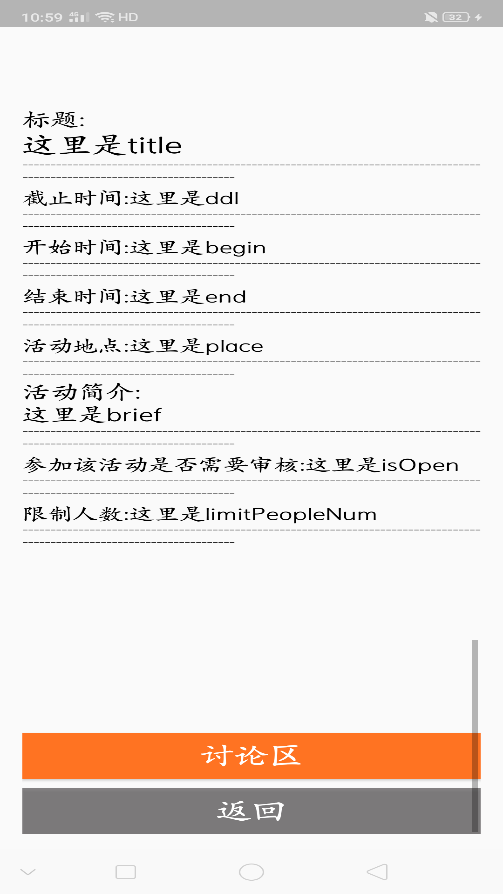 10:59 4G HD 32
标题:
这里是title
--------------------------------------------------------------------------
----------------------------------
截止时间:这里是ddl
--------------------------------------------------------------------------
----------------------------------
开始时间:这里是begin
--------------------------------------------------------------------------
----------------------------------
结束时间:这里是end
--------------------------------------------------------------------------
----------------------------------
活动地点:这里是place
--------------------------------------------------------------------------
----------------------------------
活动简介:
这里是brief
--------------------------------------------------------------------------
----------------------------------
参加该活动是否需要审核:这里是isOpen
--------------------------------------------------------------------------
----------------------------------
限制人数:这里是limitPeopleNum
--------------------------------------------------------------------------
----------------------------------
讨论区
返回